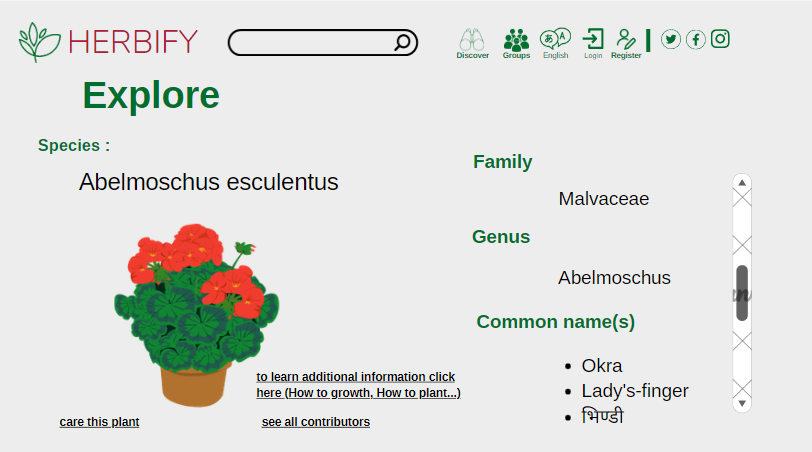 HERBIFY
Discover Groups English Login Register
Explore
Species :
Abelmoschus esculentus
Family
Malvaceae
Genus
Abelmoschus
Common name(s)
Okra
Lady's-finger
भिण्डी
to learn additional information click
here (How to growth, How to plant...)
care this plant
see all contributors